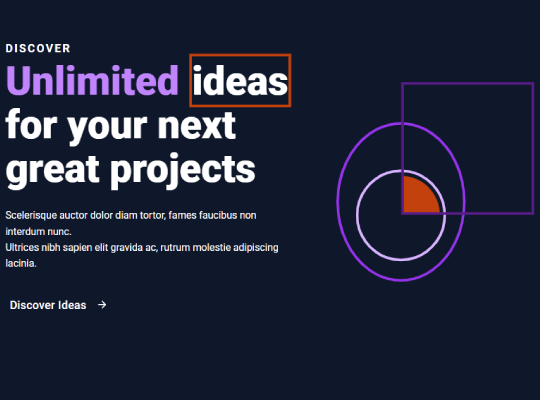 DISCOVER
Unlimited ideas
for your next
great projects
Scelerisque auctor dolor diam tortor, fames faucibus non
interdum nunc.
Ultrices nibh sapien elit gravida ac, rutrum molestie adipiscing
lacinia.
Discover Ideas →